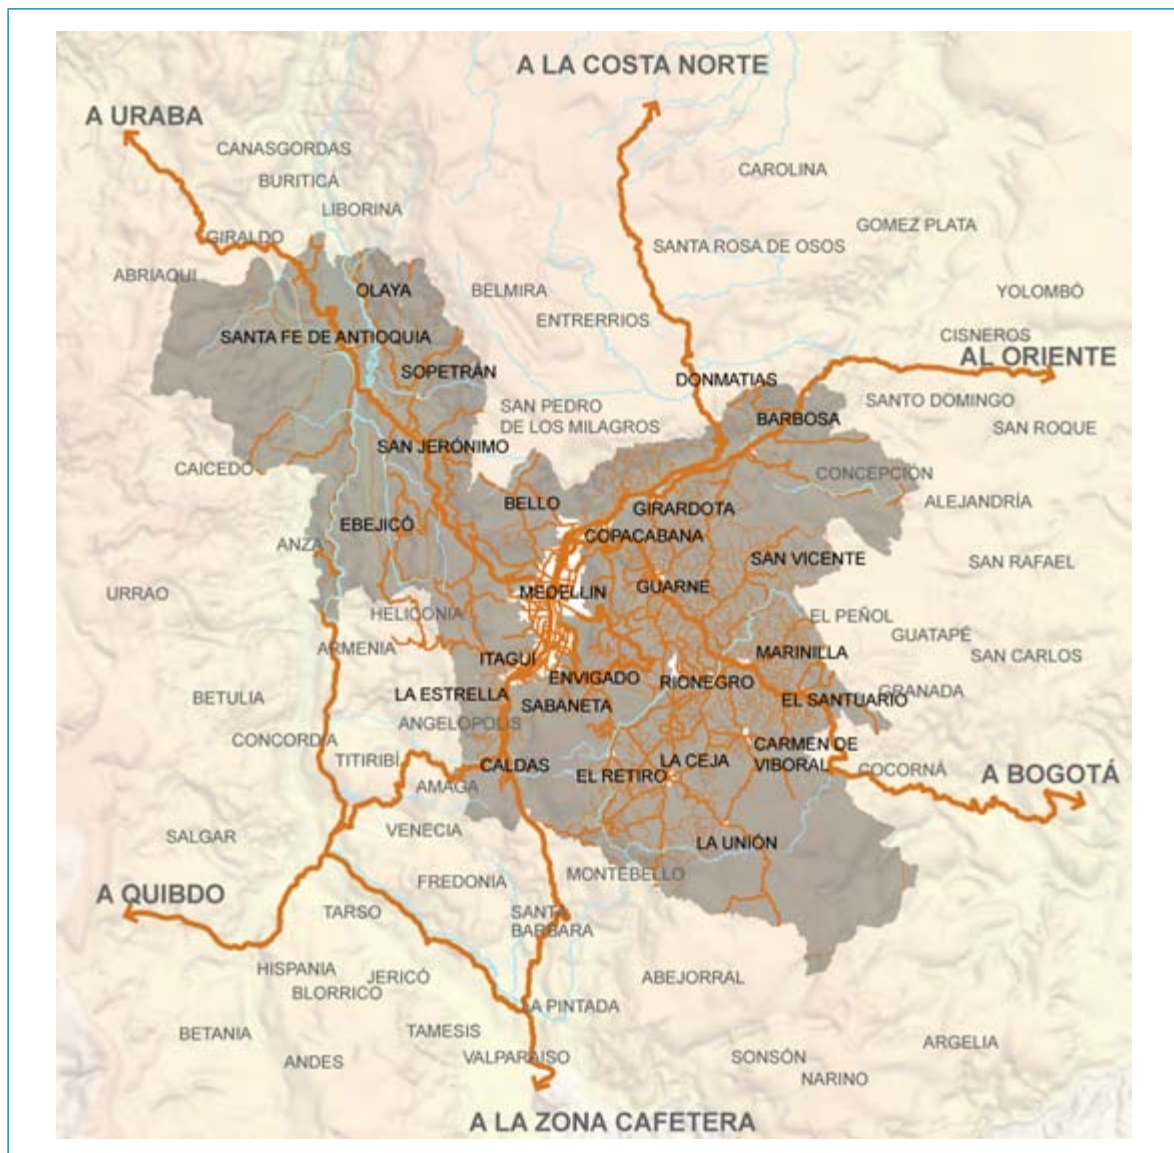 A LA COSTA NORTE
A URABA
CANASGORDAS
CAROLINA
BURITICA
LIBORINA
GOMEZ PLATA
GIRALDO
SANTA ROSA DE OSOS
ABRIAQUI
OLAYA
BELMIRA
YOLOMBÓ
ENTRERRIOS
CISNEROS
SANTA FE DE ANTIOQUIA
AL ORIENTE
SOPETRÁN
DONMATIAS
SANTO DOMINGO
SAN PEDRO
DE LOS MILAGROS
BARBOSA
SAN ROQUE
SAN JERÓNIMO
CAICEDO
CONCEPCIÓN
BELLO
GIRARDOTA
ALEJANDRÍA
EBEJICÓ
COPACABANA
ANZA
SAN VICENTE
SAN RAFAEL
URRAO
MEDELLIN
GUARNE
HELICONIA
EL PEÑOL
GUATAPÉ
ARMENIA
ITAGUÍ
MARINILLA
SAN CARLOS
ENVIGADO
RIONEGRO
BETULIA
LA ESTRELLA
SABANETA
EL SANTUARIO
GRANADA
ANGELOPOLIS
CONCORDIA
TITIRIBÍ
CALDAS
LA CEJA
CARMEN DE
VIBORAL
COCORNÁ
A BOGOTÁ
AMAGA
EL RETIRO
SALGAR
VENECIA
LA UNIÓN
FREDONIA
MONTEBELLO
A QUIBDO
TARSO
SANTA
BARBARA
HISPANIA
JERICÓ
ABEJORRAL
BLORRICO
LA PINTADA
BETANIA
TAMESIS
ARGELIA
ANDES
VALPARAISO
SONSÓN
NARINO
A LA ZONA CAFETERA